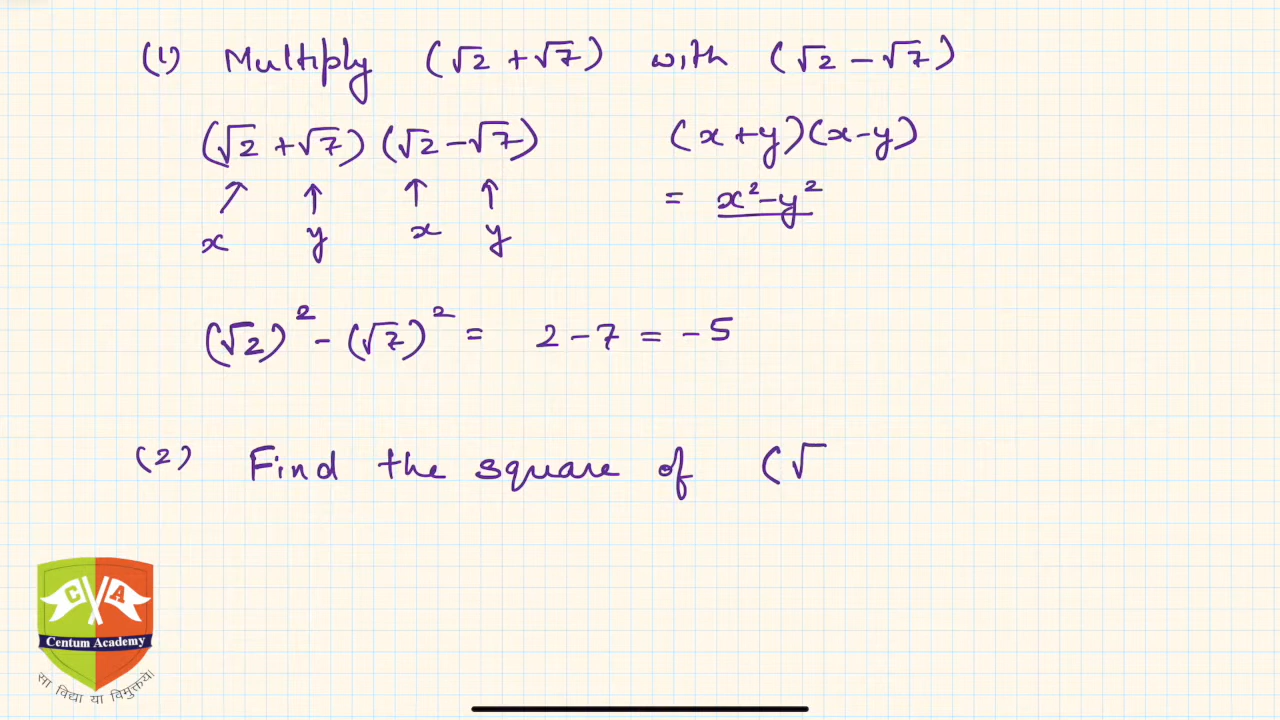 (1) Multiply (√2 + √7) with (√2 − √7)
(√2 + √7) (√2 − √7) (x + y)(x − y)
= x² − y²
x y x y
(√2)² − (√7)² = 2 − 7 = −5
(2) Find the square of (√
C A
Centum Academy
सा विद्या या विमुक्तये।